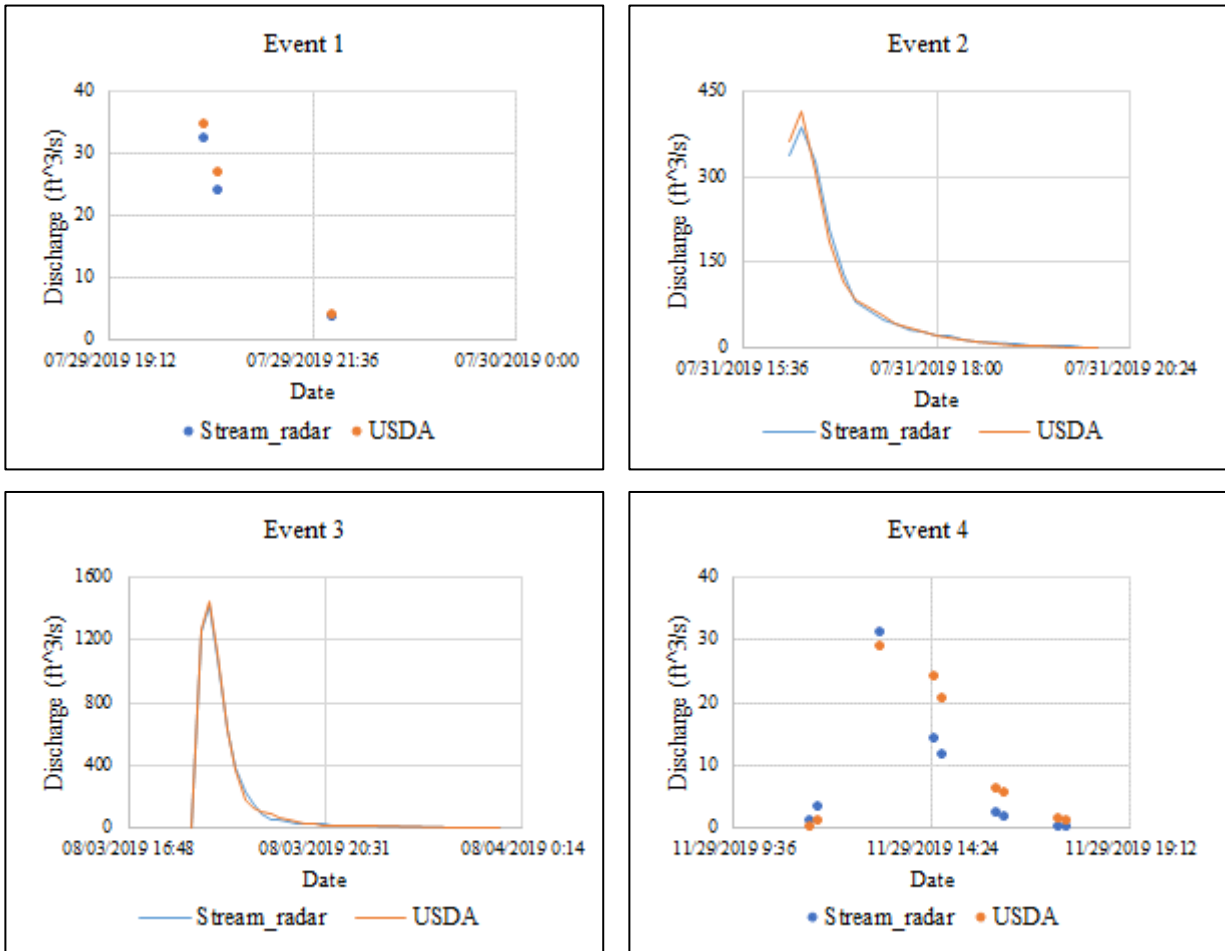 Event 1
Discharge (ft^3/s)
40
30
20
10
0
07/29/2019 19:12 07/29/2019 21:36 07/30/2019 0:00
Date
Stream_radar USDA
Event 2
Discharge (ft^3/s)
450
300
150
0
07/31/2019 15:36 07/31/2019 18:00 07/31/2019 20:24
Date
Stream_radar USDA
Event 3
Discharge (ft^3/s)
1600
1200
800
400
0
08/03/2019 16:48 08/03/2019 20:31 08/04/2019 0:14
Date
Stream_radar USDA
Event 4
Discharge (ft^3/s)
40
30
20
10
0
11/29/2019 9:36 11/29/2019 14:24 11/29/2019 19:12
Date
Stream_radar USDA